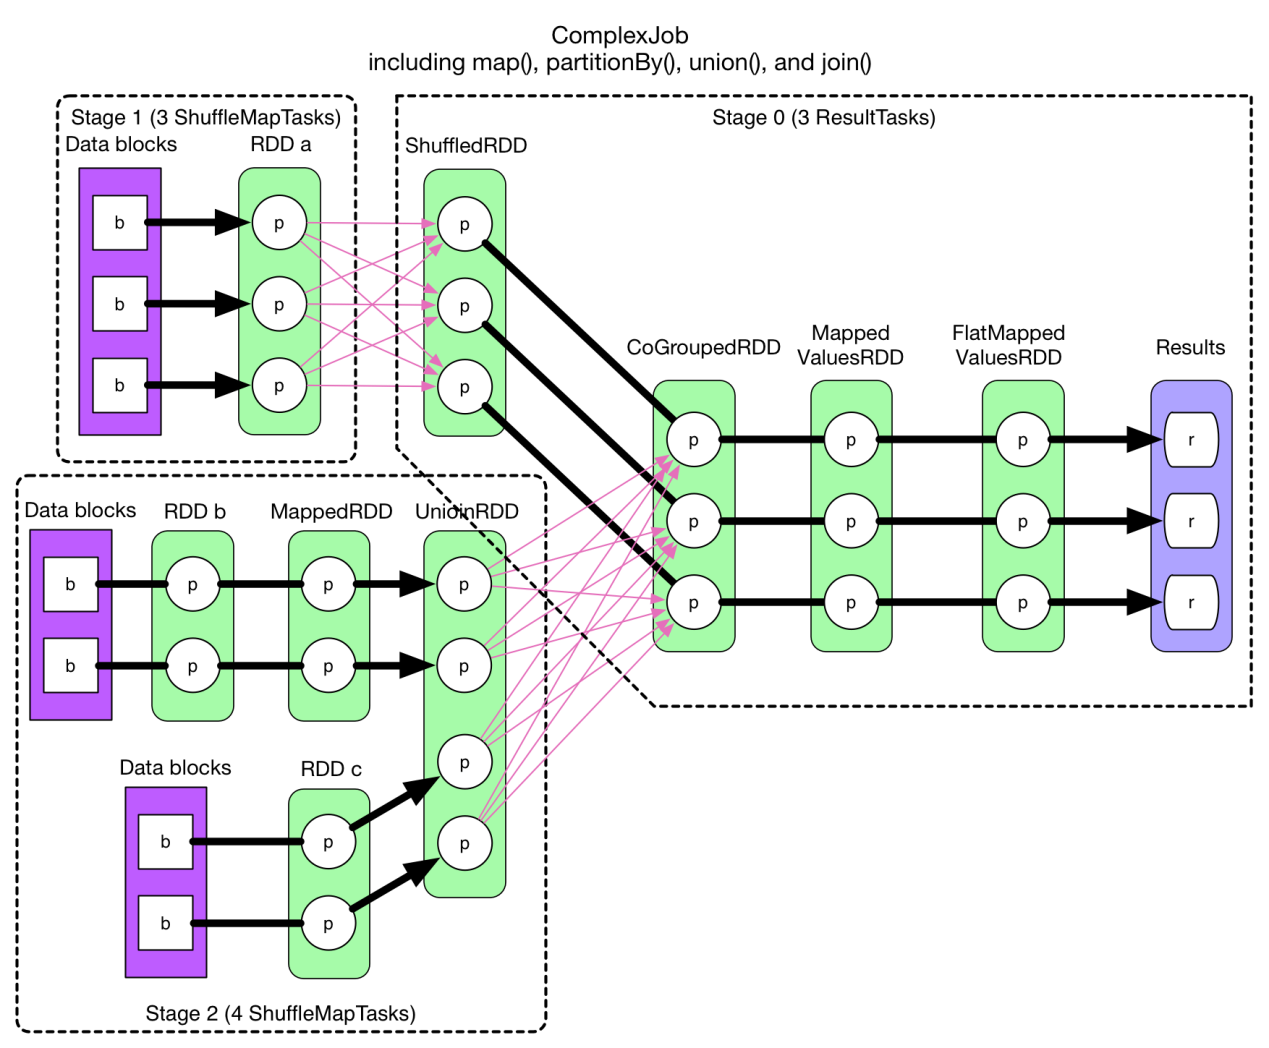 ComplexJob
including map(), partitionBy(), union(), and join()
Stage 1 (3 ShuffleMapTasks)
Data blocks
RDD a
b
p
b
p
b
p
Stage 0 (3 ResultTasks)
ShuffledRDD
p
p
p
CoGroupedRDD
Mapped
ValuesRDD
FlatMapped
ValuesRDD
Results
p
p
p
r
p
p
p
r
p
p
p
r
Data blocks
RDD b
MappedRDD
UnionRDD
b
p
p
p
b
p
p
p
Data blocks
RDD c
p
b
p
p
b
p
Stage 2 (4 ShuffleMapTasks)